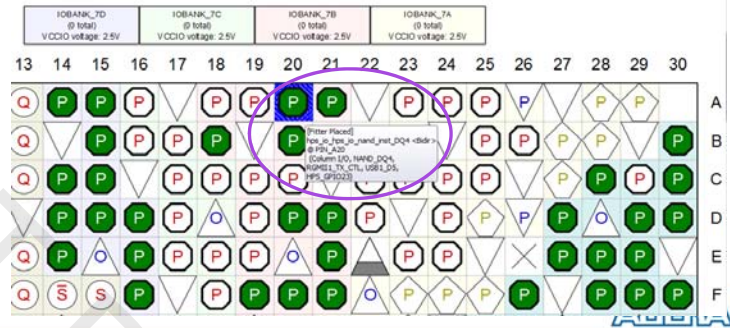 IOBANK_7D IOBANK_7C IOBANK_7B IOBANK_7A
(0 total) (0 total) (0 total) (0 total)
VCCIO voltage: 2.5V VCCIO voltage: 2.5V VCCIO voltage: 2.5V VCCIO voltage: 2.5V
13 14 15 16 17 18 19 20 21 22 23 24 25 26 27 28 29 30
Q P P P P P P P P P P P P P A
Q P P P P P P P P P P B
[Fitter Placed]
hps_io_hps_io_nand_inst_DQ4 <Bidir>
@ PIN_A20
(Column I/O, NAND_DQ4,
RGMII1_TX_CTL, USB1_D5,
HPS_GPIO23)
Q P P P P P P P P P P P P C
P P P P O P P P P P P P P O P P D
Q P O P P P P O P P P P P P E
Q S S P P P P P O P P P P P P P F